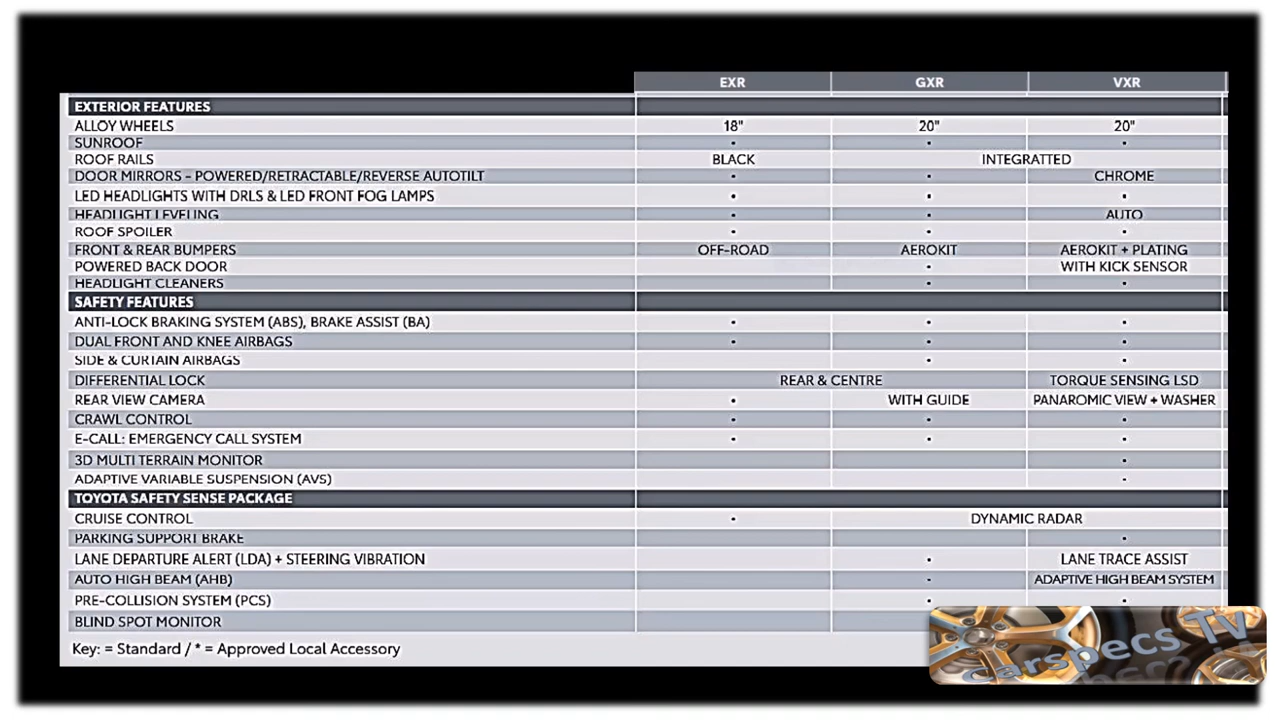 EXR GXR VXR
EXTERIOR FEATURES
ALLOY WHEELS 18" 20" 20"
SUNROOF • • •
ROOF RAILS BLACK INTEGRATTED
DOOR MIRRORS - POWERED/RETRACTABLE/REVERSE AUTOTILT • • CHROME
LED HEADLIGHTS WITH DRLS & LED FRONT FOG LAMPS • • •
HEADLIGHT LEVELING • • AUTO
ROOF SPOILER • • •
FRONT & REAR BUMPERS OFF-ROAD AEROKIT AEROKIT + PLATING
POWERED BACK DOOR • WITH KICK SENSOR
HEADLIGHT CLEANERS • •
SAFETY FEATURES
ANTI-LOCK BRAKING SYSTEM (ABS), BRAKE ASSIST (BA) • • •
DUAL FRONT AND KNEE AIRBAGS • • •
SIDE & CURTAIN AIRBAGS • •
DIFFERENTIAL LOCK REAR & CENTRE TORQUE SENSING LSD
REAR VIEW CAMERA • WITH GUIDE PANAROMIC VIEW + WASHER
CRAWL CONTROL • • •
E-CALL: EMERGENCY CALL SYSTEM • • •
3D MULTI TERRAIN MONITOR •
ADAPTIVE VARIABLE SUSPENSION (AVS) •
TOYOTA SAFETY SENSE PACKAGE
CRUISE CONTROL • DYNAMIC RADAR
PARKING SUPPORT BRAKE •
LANE DEPARTURE ALERT (LDA) + STEERING VIBRATION • LANE TRACE ASSIST
AUTO HIGH BEAM (AHB) • ADAPTIVE HIGH BEAM SYSTEM
PRE-COLLISION SYSTEM (PCS) • •
BLIND SPOT MONITOR
Key: = Standard / * = Approved Local Accessory
Carspecs Tv